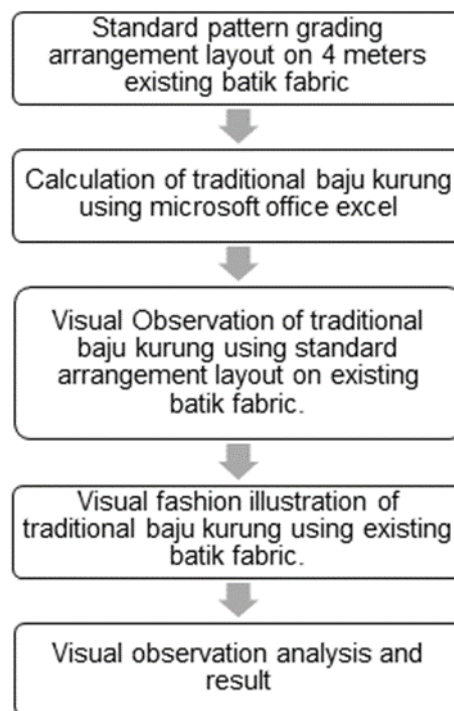 Standard pattern grading
arrangement layout on 4 meters
existing batik fabric
Calculation of traditional baju kurung
using microsoft office excel
Visual Observation of traditional
baju kurung using standard
arrangement layout on existing
batik fabric.
Visual fashion illustration of
traditional baju kurung using existing
batik fabric.
Visual observation analysis and
result